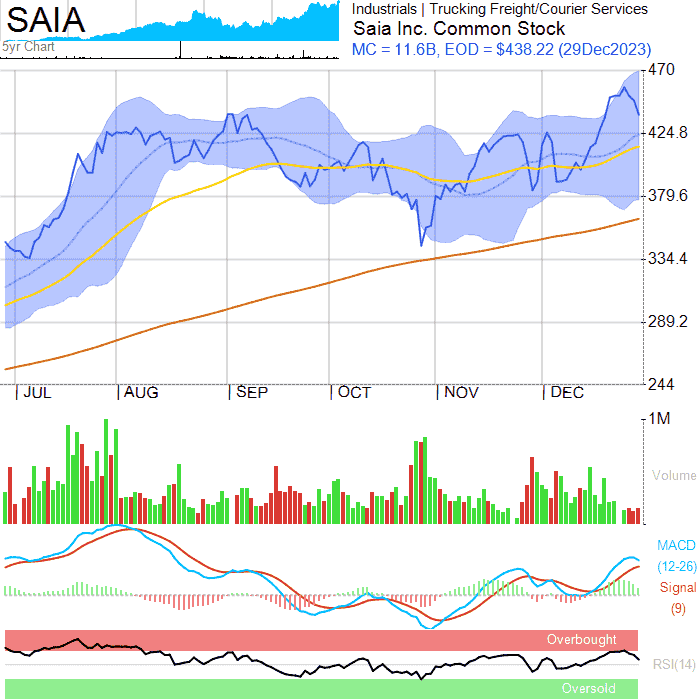 SAIA
5yr Chart
Industrials | Trucking Freight/Courier Services
Saia Inc. Common Stock
MC = 11.6B, EOD = $438.22 (29Dec2023)
470
424.8
379.6
334.4
289.2
244
| JUL | AUG | SEP | OCT | NOV | DEC
1M
Volume
MACD
(12-26)
Signal
(9)
Overbought
RSI(14)
Oversold